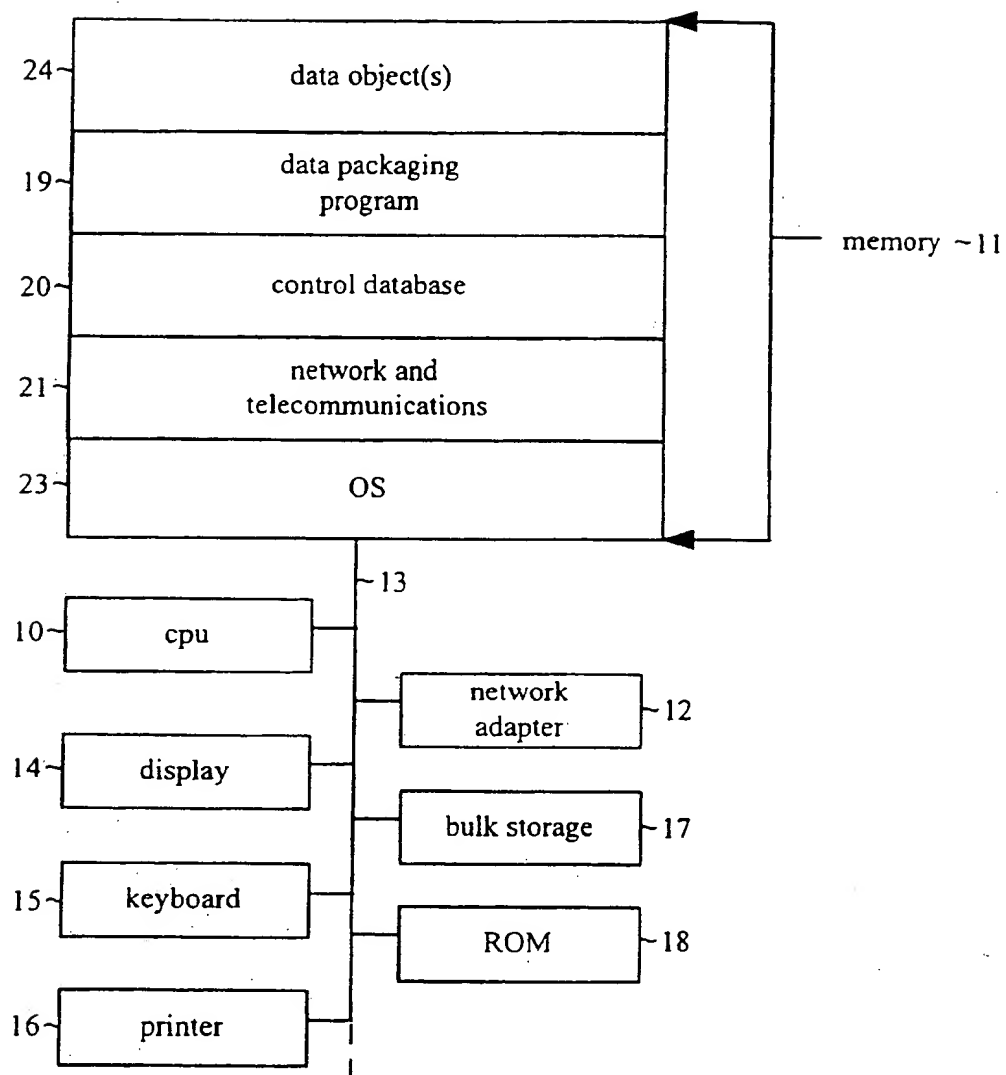 24~ data object(s)
19~ data packaging
program
memory ~11
20~ control database
21~ network and
telecommunications
23~ OS
~13
10~ cpu
network
adapter ~12
14~ display
bulk storage ~17
15~ keyboard
ROM ~18
16~ printer